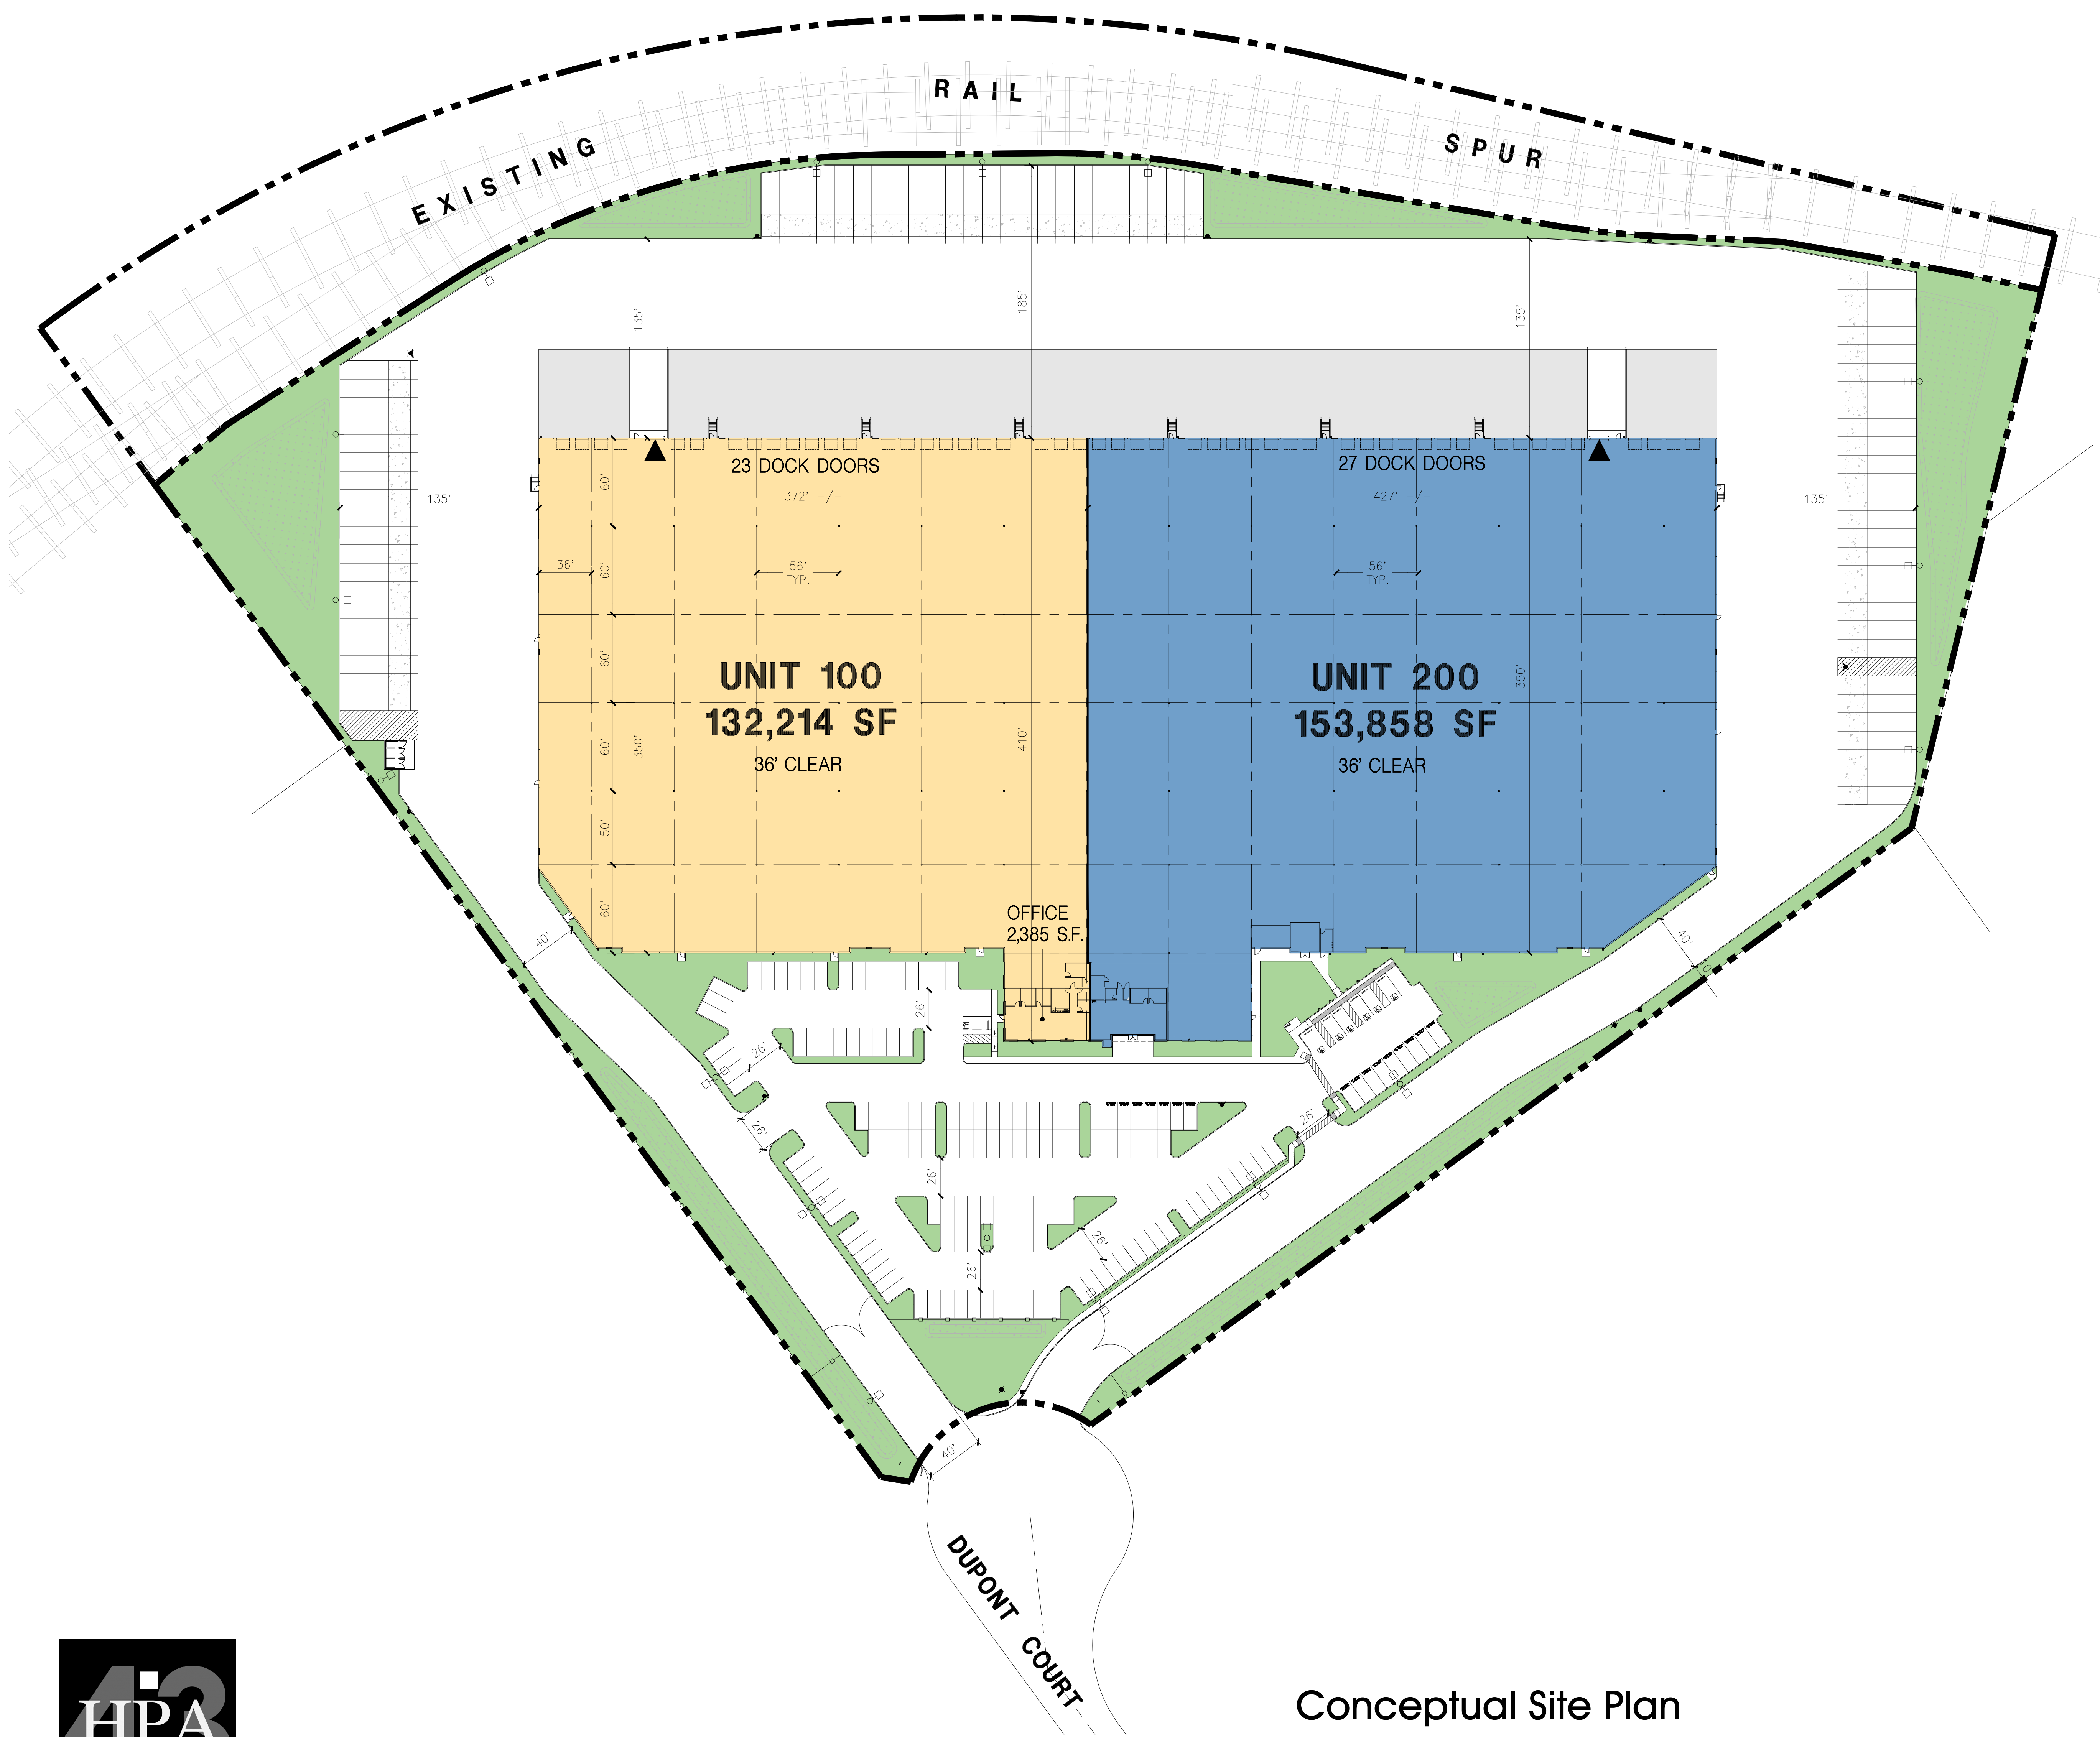 RAIL
EXISTING
SPUR
135'
185'
135'
23 DOCK DOORS
27 DOCK DOORS
60'
372' +/-
427' +/-
135'
135'
36'
60'
56'
TYP.
56'
TYP.
60'
UNIT 100
132,214 SF
36' CLEAR
UNIT 200
153,858 SF
36' CLEAR
350'
60'
350'
410'
50'
60'
OFFICE
2,385 S.F.
40'
40'
26'
26'
26'
26'
26'
26'
26'
40'
DUPONT COURT
43
HPA
Conceptual Site Plan